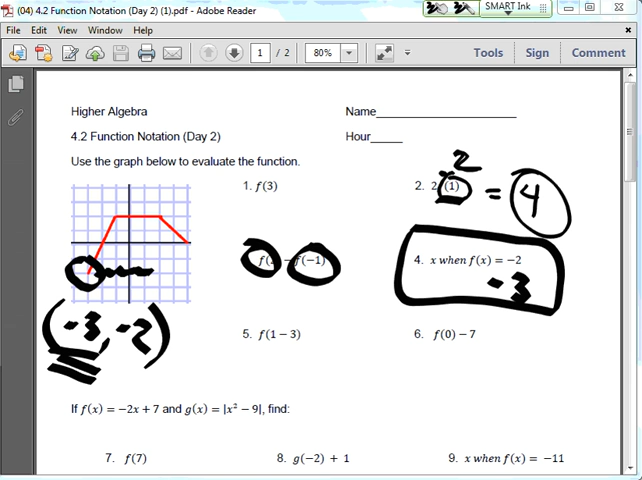 (04) 4.2 Function Notation (Day 2) (1).pdf - Adobe Reader
SMART Ink
File Edit View Window Help
1 / 2 80% Tools Sign Comment
Higher Algebra Name
4.2 Function Notation (Day 2) Hour
Use the graph below to evaluate the function.
1. f(3)
2. 2 (1) 2 = 4
f( - f(−1)
4. x when f(x) = −2
-3
(-3, -2)
5. f(1 − 3)
6. f(0) − 7
If f(x) = −2x + 7 and g(x) = |x² − 9|, find:
7. f(7)
8. g(−2) + 1
9. x when f(x) = −11